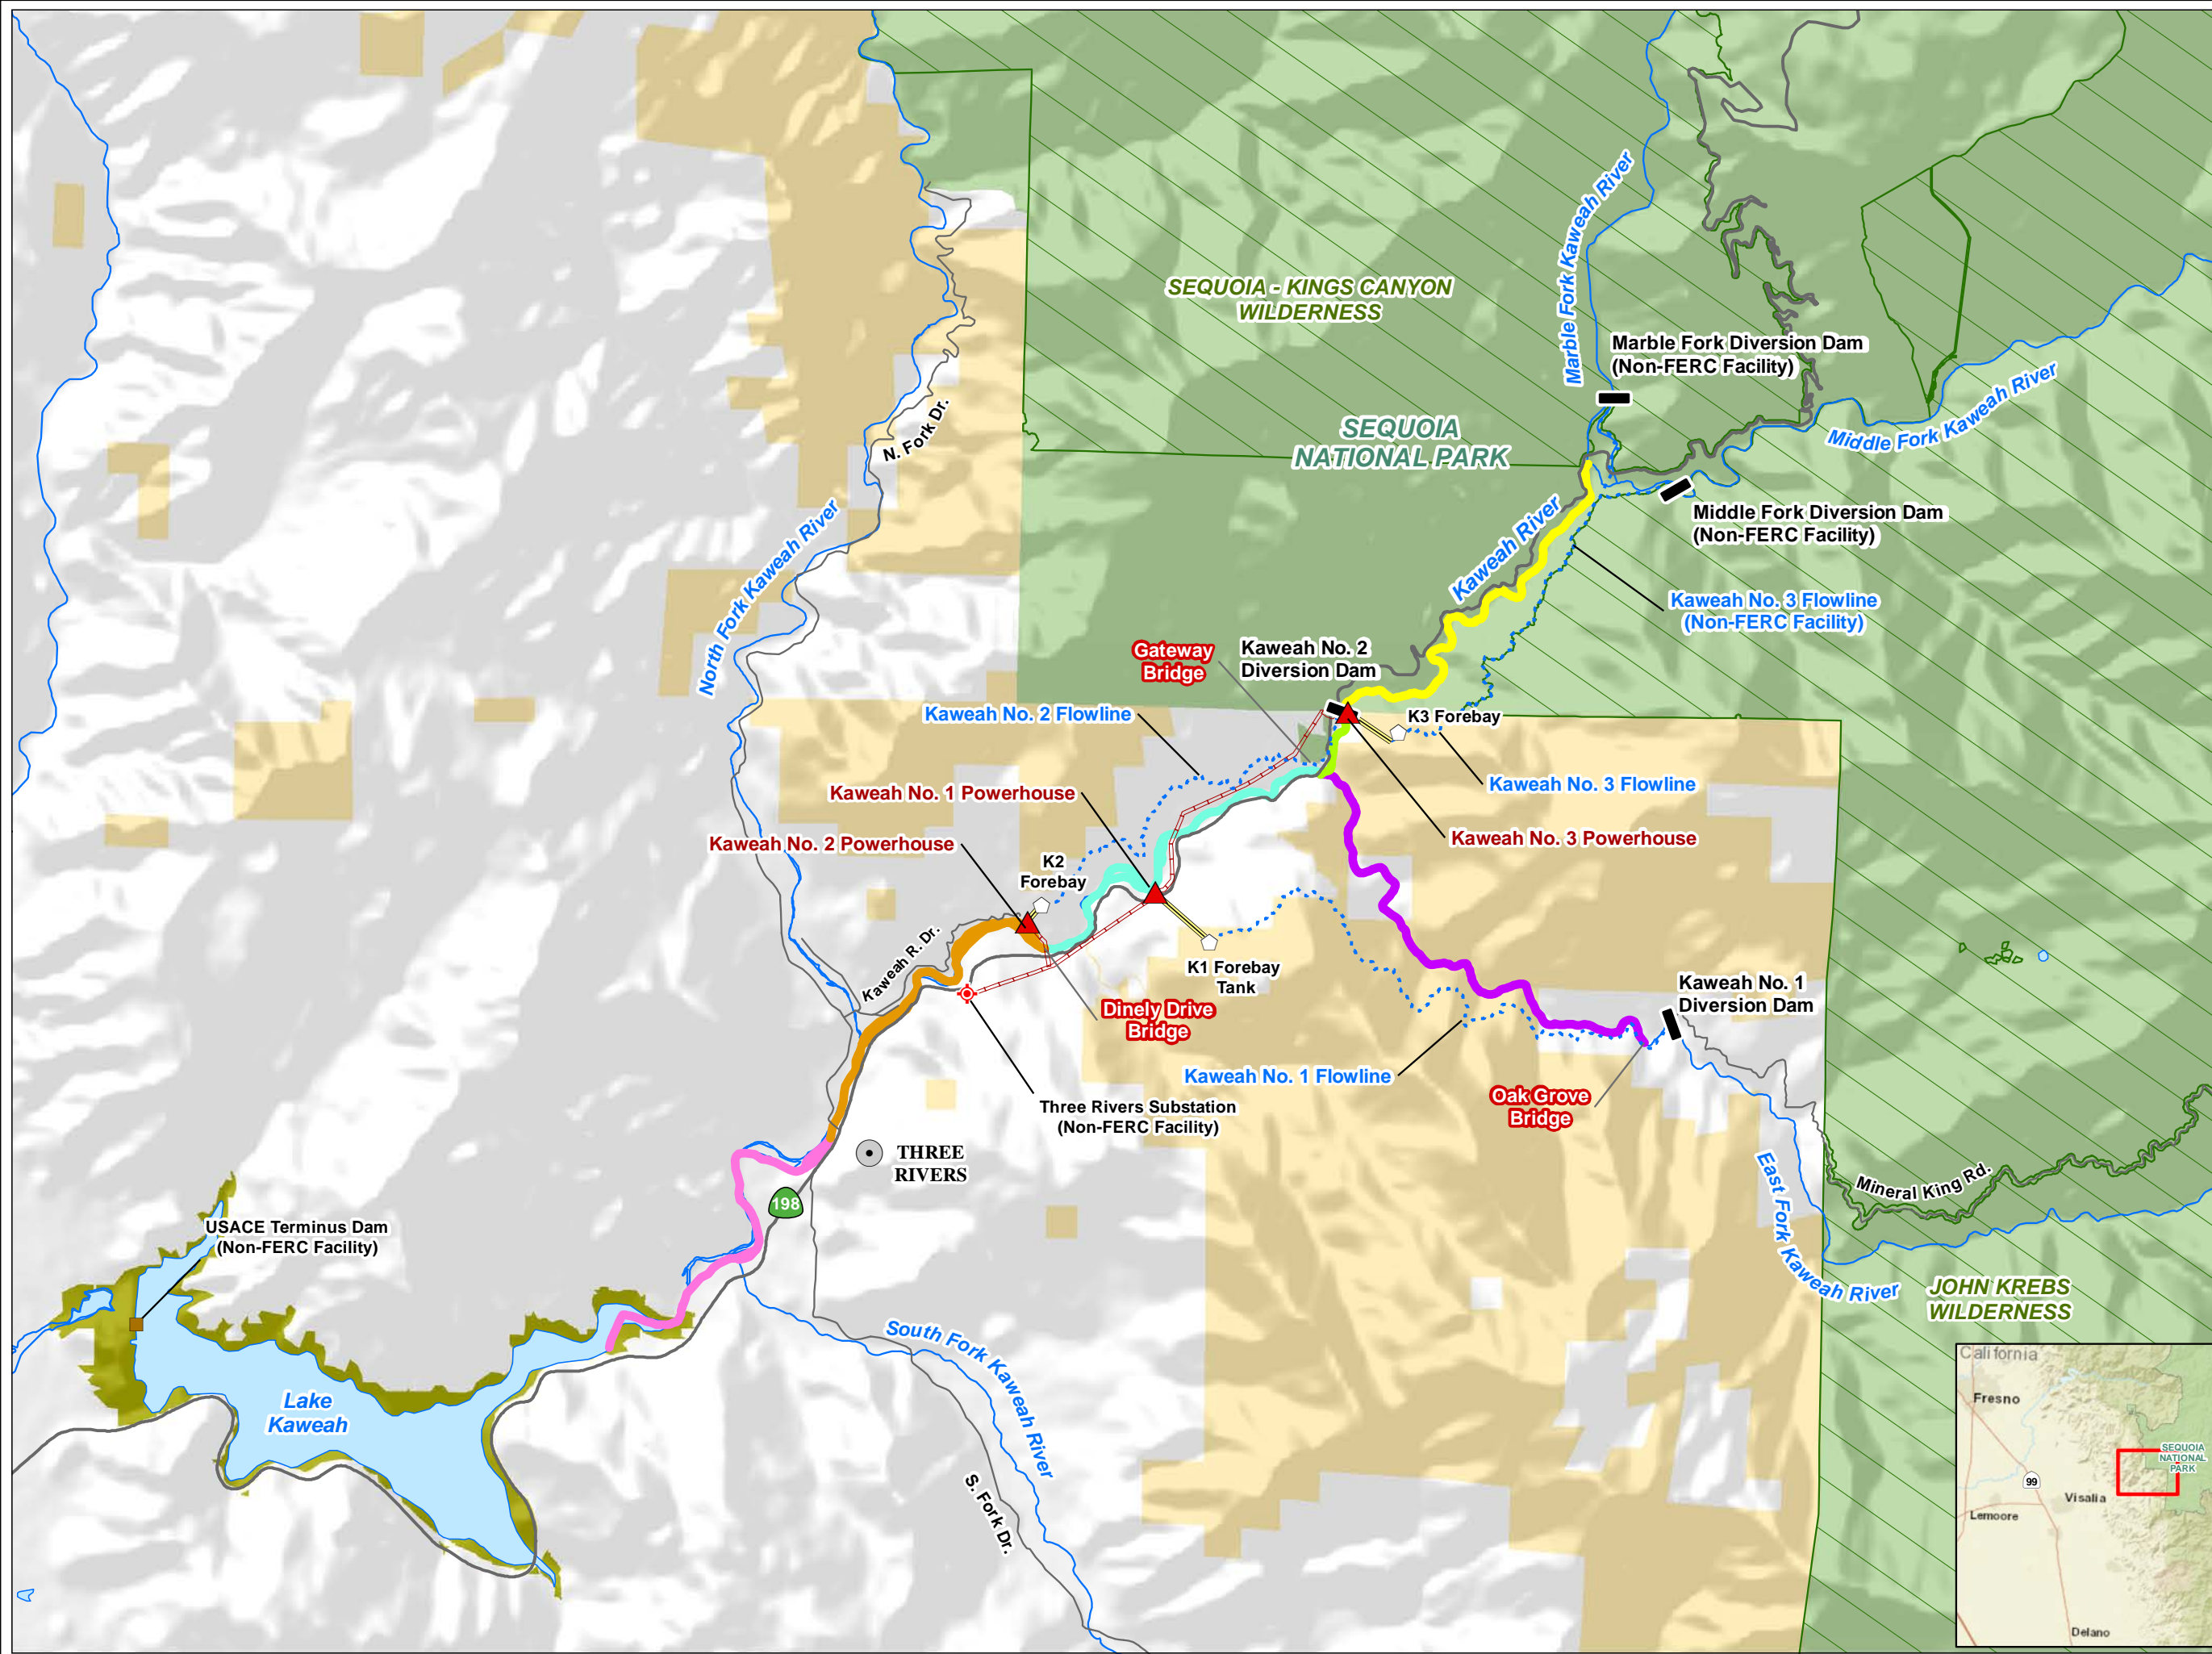 SEQUOIA - KINGS CANYON
WILDERNESS
Marble Fork Kaweah River
Marble Fork Diversion Dam
(Non-FERC Facility)
Middle Fork Kaweah River
SEQUOIA
NATIONAL PARK
N. Fork Dr.
North Fork Kaweah River
Kaweah River
Middle Fork Diversion Dam
(Non-FERC Facility)
Kaweah No. 3 Flowline
(Non-FERC Facility)
Gateway
Bridge
Kaweah No. 2
Diversion Dam
Kaweah No. 2 Flowline
K3 Forebay
Kaweah No. 1 Powerhouse
Kaweah No. 3 Flowline
Kaweah No. 2 Powerhouse
Kaweah No. 3 Powerhouse
K2
Forebay
Kaweah R. Dr.
K1 Forebay
Tank
Kaweah No. 1
Diversion Dam
Dinely Drive
Bridge
Kaweah No. 1 Flowline
Oak Grove
Bridge
Three Rivers Substation
(Non-FERC Facility)
THREE
RIVERS
198
Mineral King Rd.
East Fork Kaweah River
USACE Terminus Dam
(Non-FERC Facility)
JOHN KREBS
WILDERNESS
South Fork Kaweah River
Lake
Kaweah
S. Fork Dr.
California
Fresno
SEQUOIA
NATIONAL
PARK
99
Visalia
Lemoore
Delano